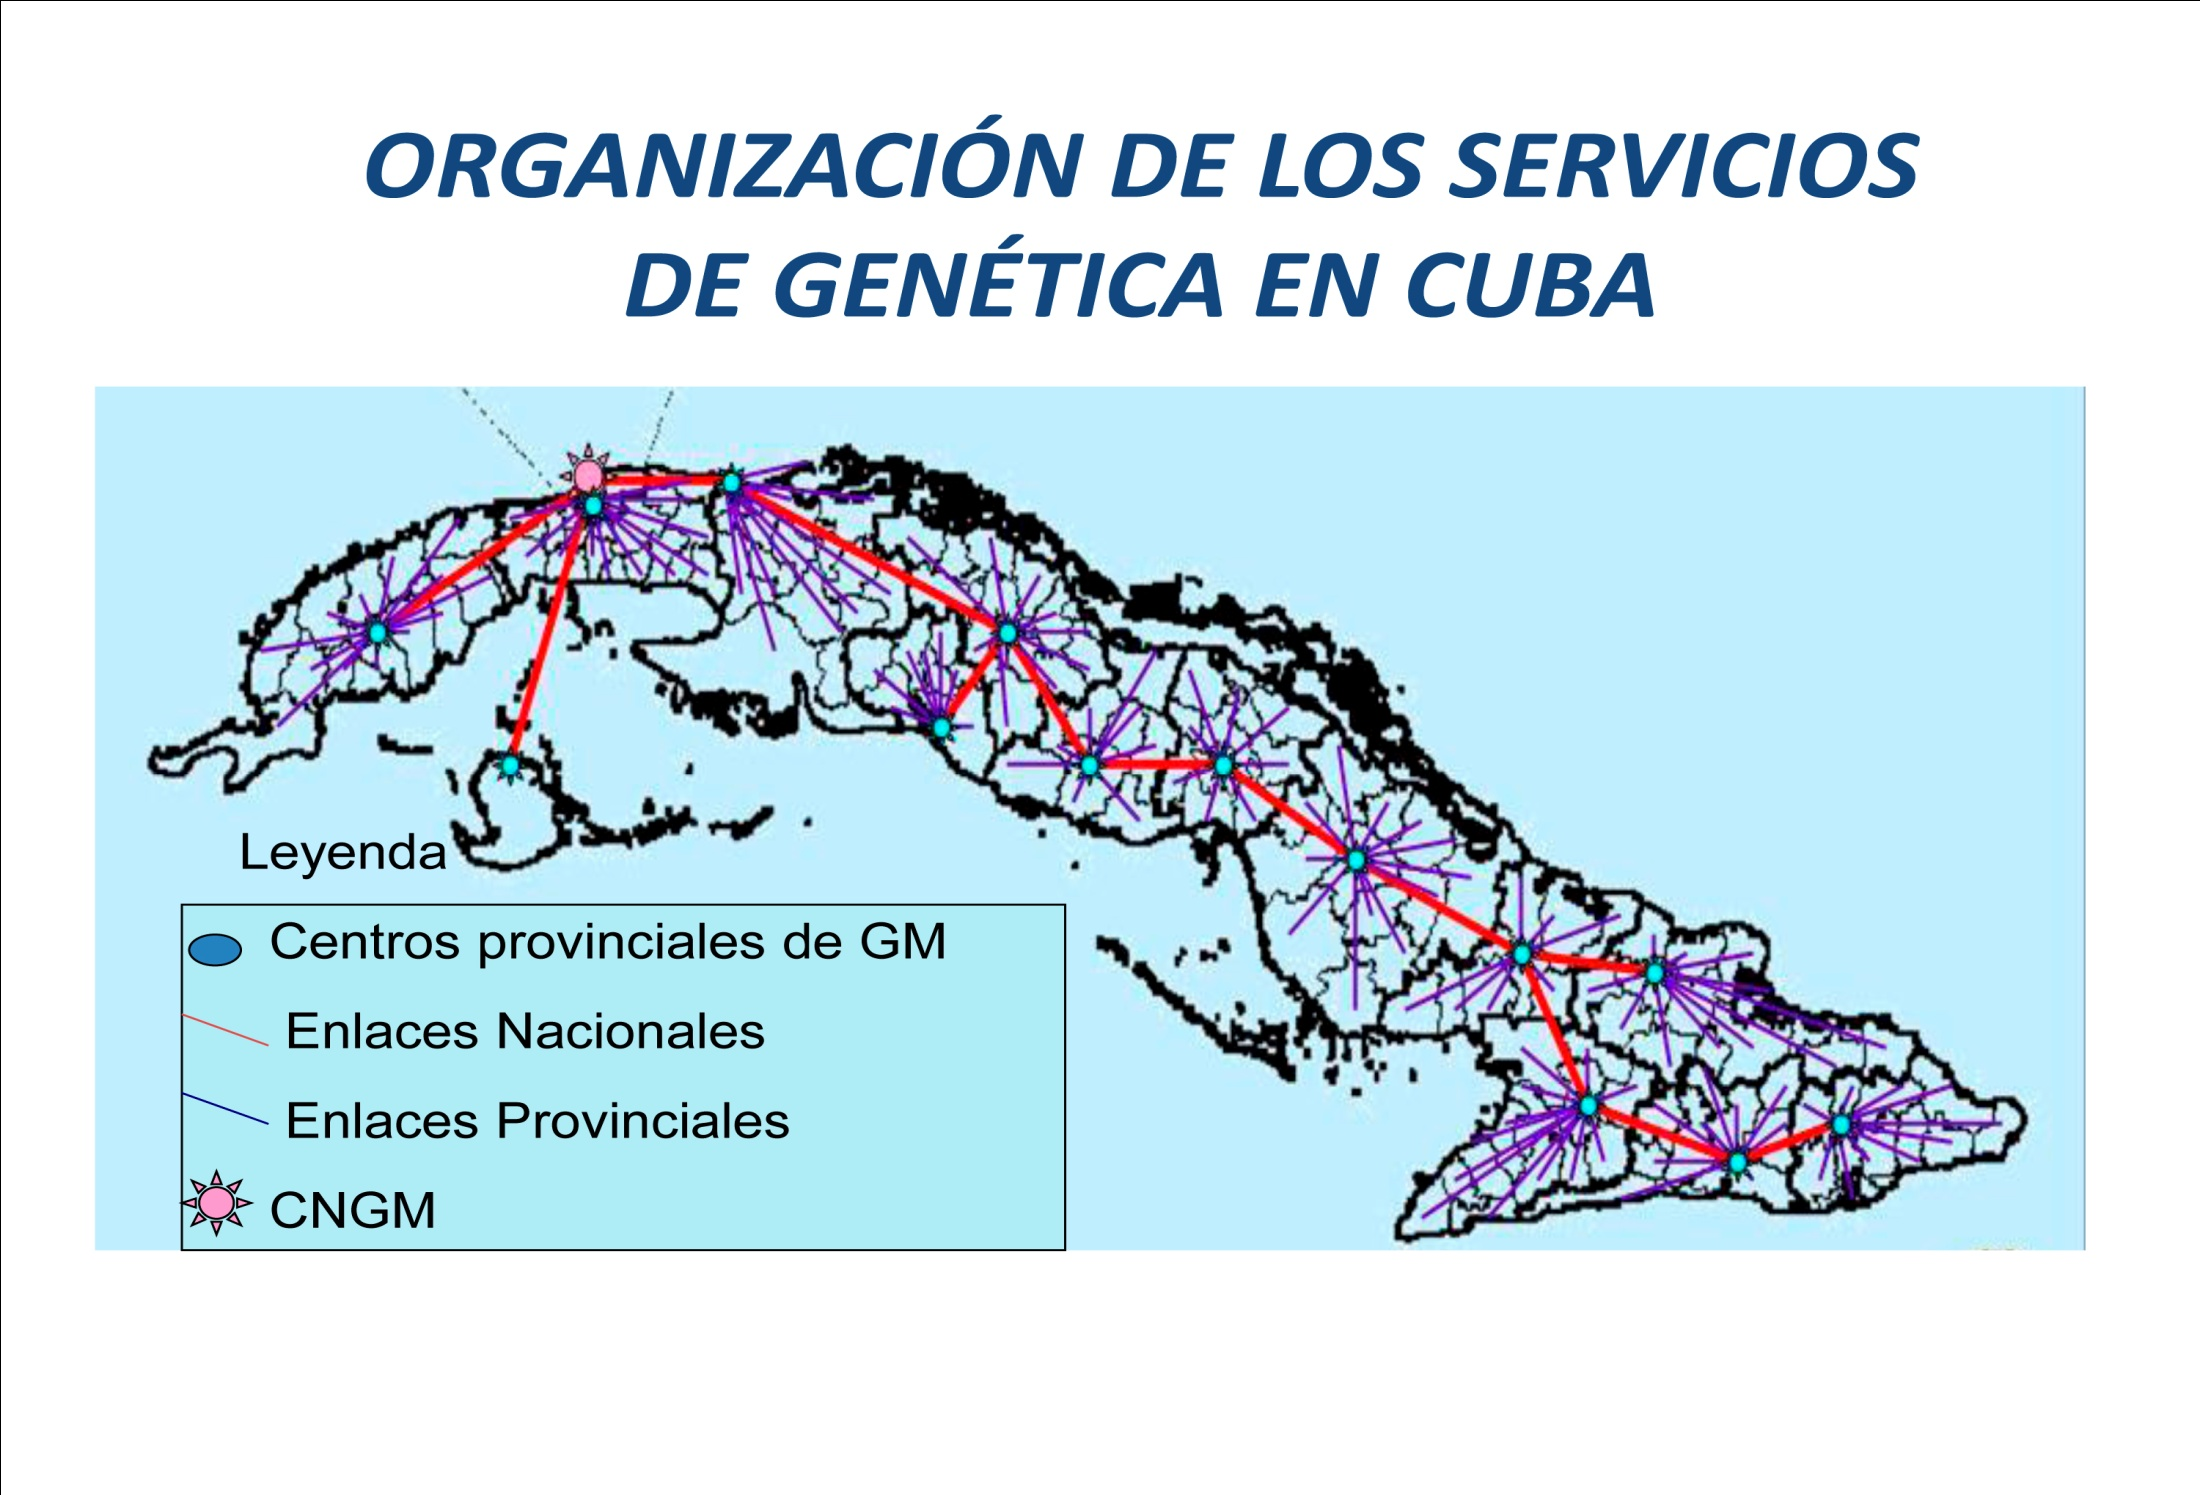 ORGANIZACIÓN DE LOS SERVICIOS
DE GENÉTICA EN CUBA
Leyenda
Centros provinciales de GM
Enlaces Nacionales
Enlaces Provinciales
CNGM